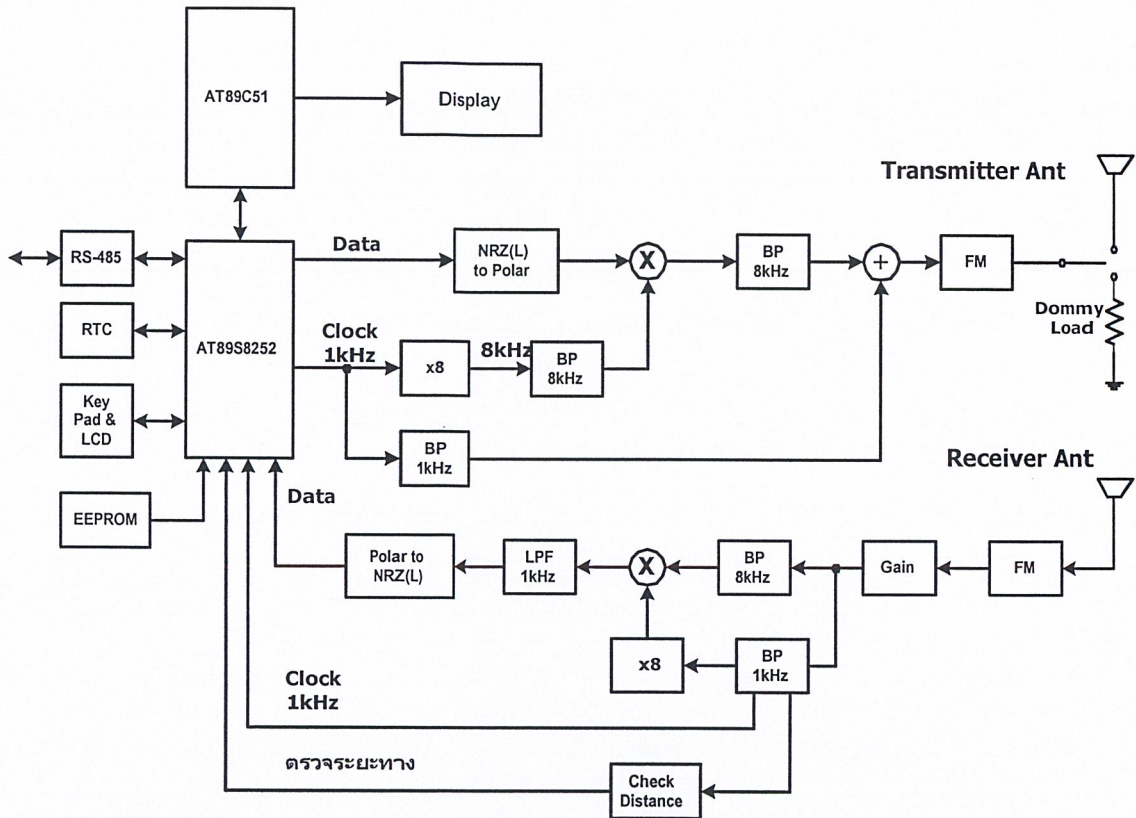 AT89C51
Display
Transmitter Ant
RS-485
Data
NRZ(L)
to Polar
X
BP
8kHz
+
FM
RTC
AT89S8252
Clock
1kHz
x8
8kHz
BP
8kHz
Dommy
Load
Key
Pad &
LCD
BP
1kHz
Receiver Ant
EEPROM
Data
Polar to
NRZ(L)
LPF
1kHz
X
BP
8kHz
Gain
FM
x8
BP
1kHz
Clock
1kHz
ตรวจระยะทาง
Check
Distance